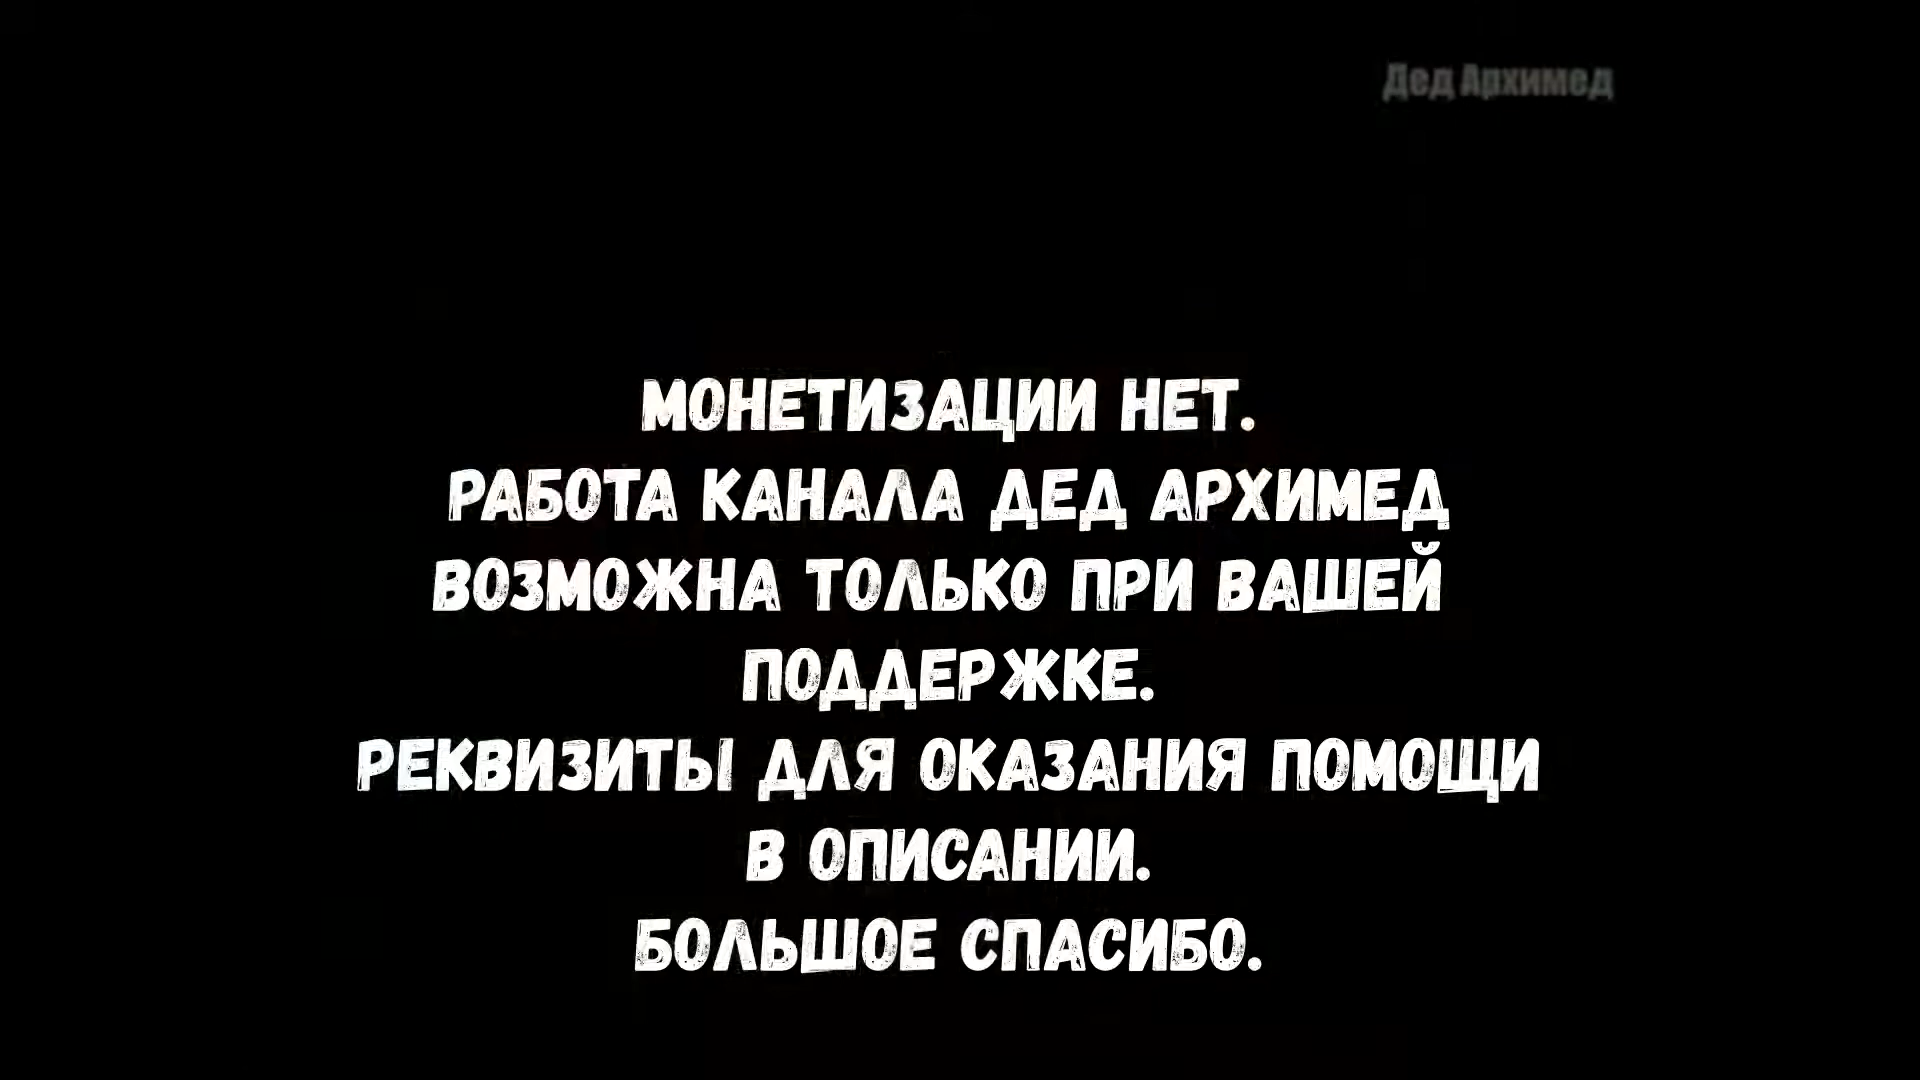 Дед Архимед
МОНЕТИЗАЦИИ НЕТ.
РАБОТА КАНАЛА ДЕД АРХИМЕД
ВОЗМОЖНА ТОЛЬКО ПРИ ВАШЕЙ
ПОДДЕРЖКЕ.
РЕКВИЗИТЫ ДЛЯ ОКАЗАНИЯ ПОМОЩИ
В ОПИСАНИИ.
БОЛЬШОЕ СПАСИБО.